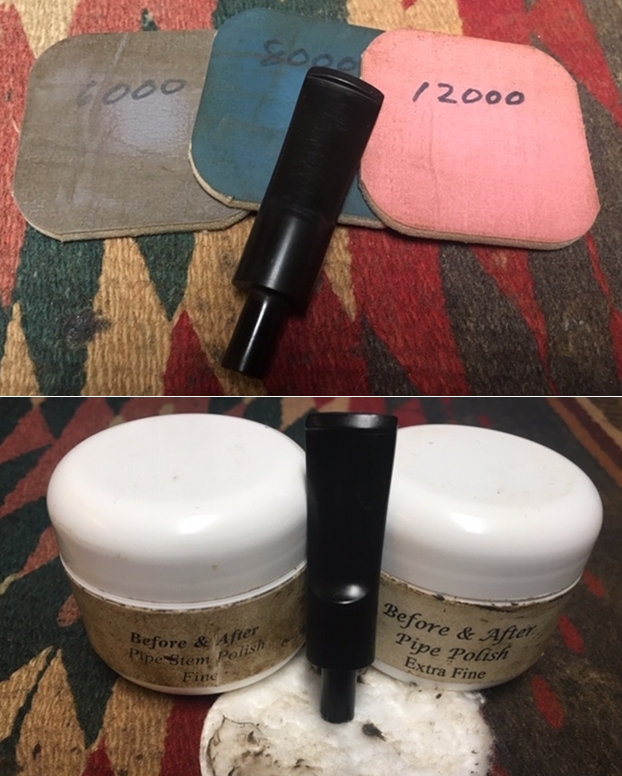 6000
8000
12000
Before & After
Pipe Stem Polish
Fine
Before & After
Pipe Polish
Extra Fine